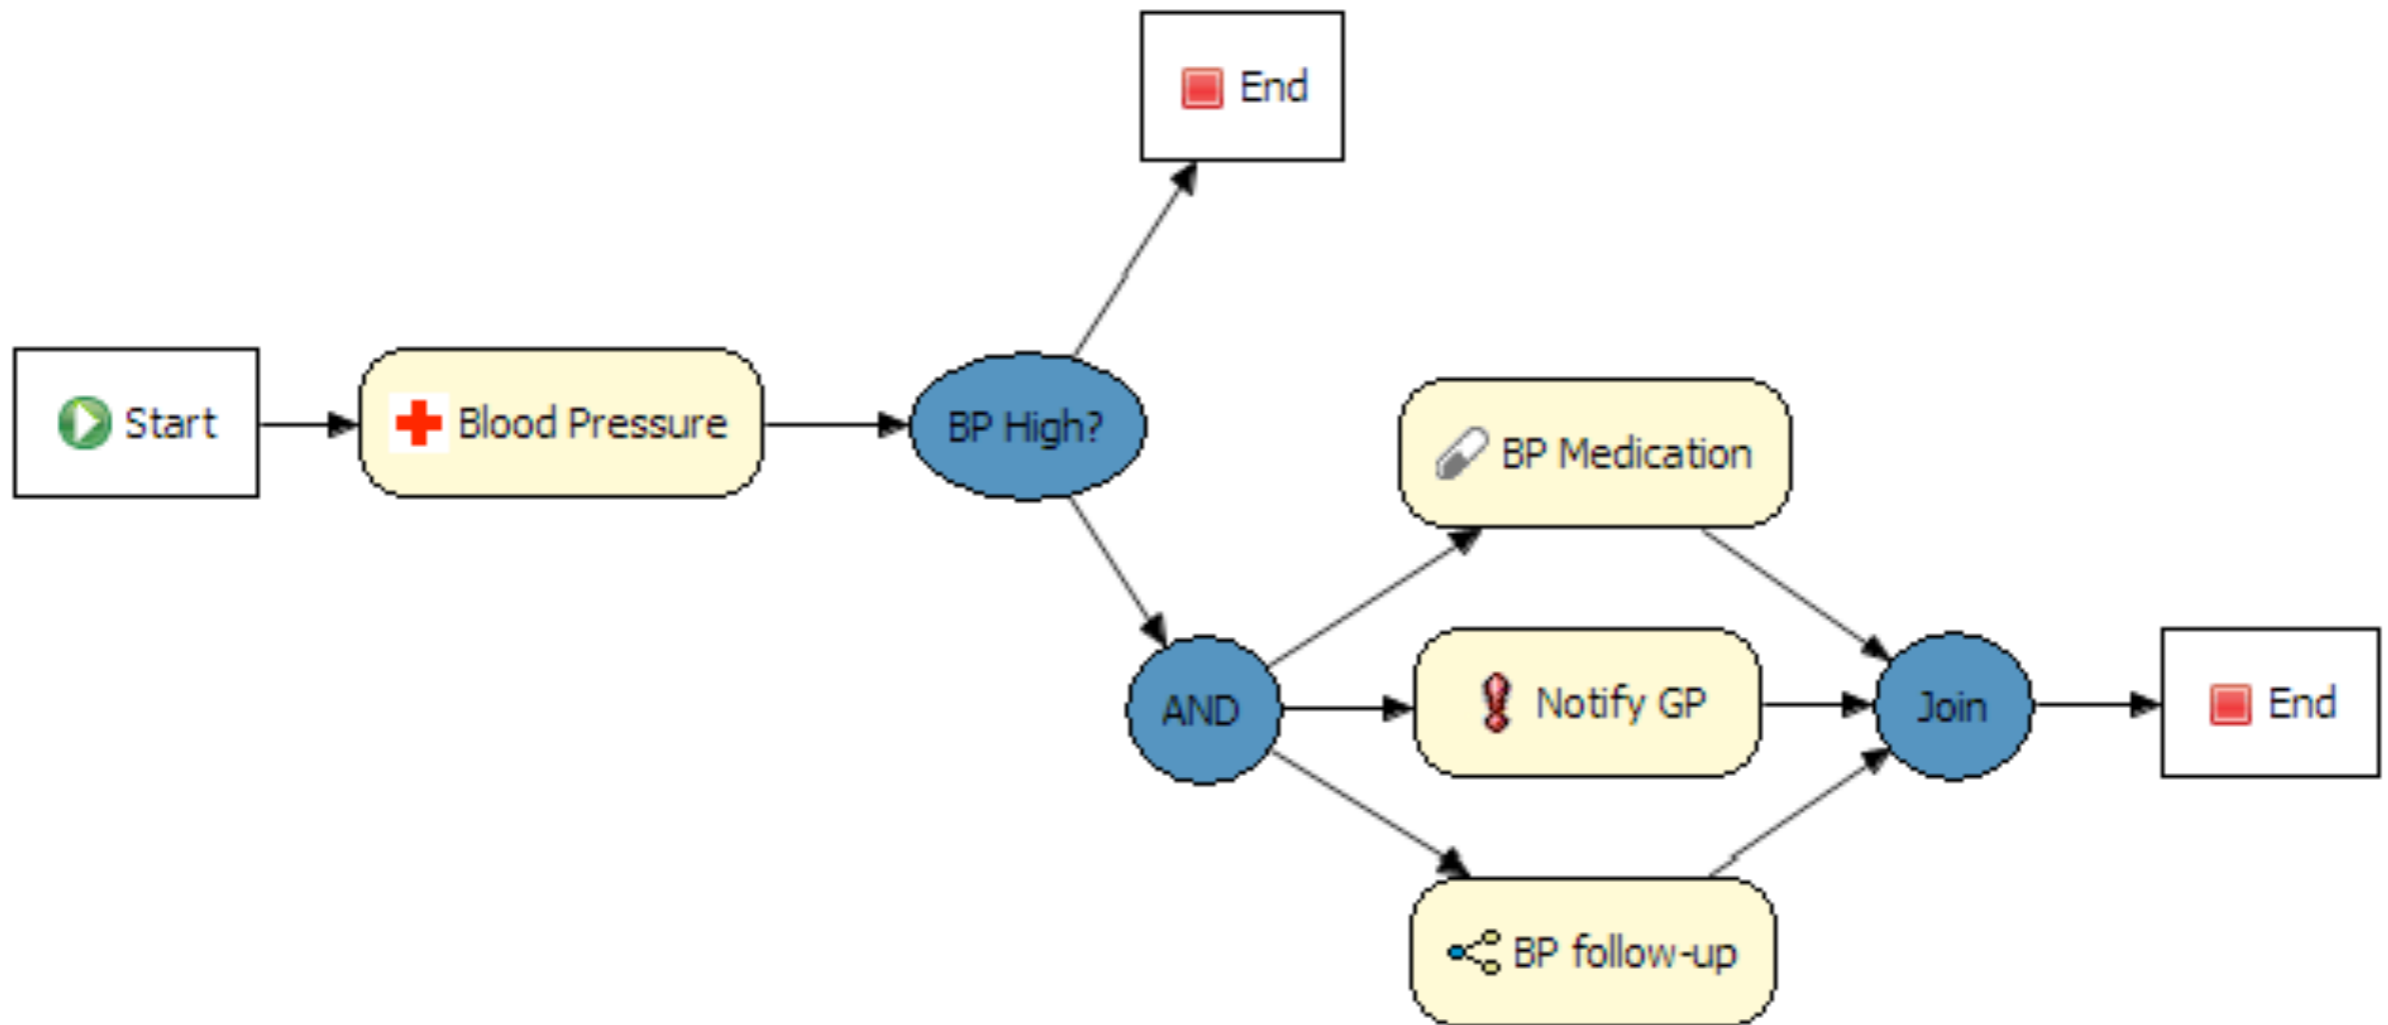 End
Start
Blood Pressure
BP High?
BP Medication
AND
Notify GP
Join
End
BP follow-up